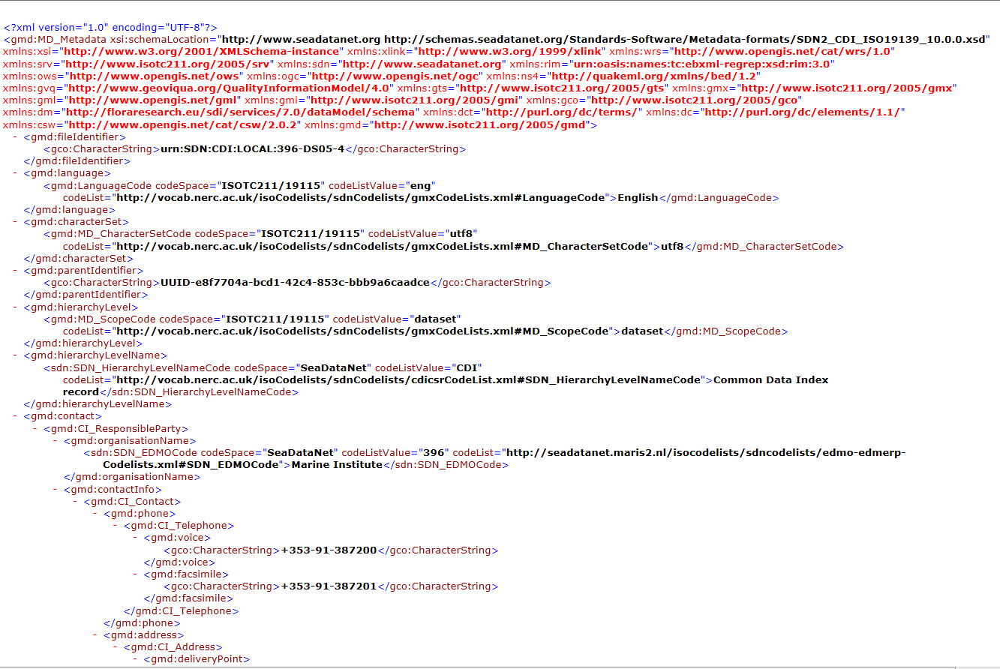 <?xml version="1.0" encoding="UTF-8"?>
<gmd:MD_Metadata xsi:schemaLocation="http://www.seadatanet.org http://schemas.seadatanet.org/Standards-Software/Metadata-formats/SDN2_CDI_ISO19139_10.0.0.xsd"
xmlns:xsi="http://www.w3.org/2001/XMLSchema-instance" xmlns:xlink="http://www.w3.org/1999/xlink" xmlns:wrs="http://www.opengis.net/cat/wrs/1.0"
xmlns:srv="http://www.isotc211.org/2005/srv" xmlns:sdn="http://www.seadatanet.org" xmlns:rim="urn:oasis:names:tc:ebxml-regrep:xsd:rim:3.0"
xmlns:ows="http://www.opengis.net/ows" xmlns:ogc="http://www.opengis.net/ogc" xmlns:ns4="http://quakeml.org/xmlns/bed/1.2"
xmlns:gvq="http://www.geoviqua.org/QualityInformationModel/4.0" xmlns:gts="http://www.isotc211.org/2005/gts" xmlns:gmx="http://www.isotc211.org/2005/gmx"
xmlns:gml="http://www.opengis.net/gml" xmlns:gmi="http://www.isotc211.org/2005/gmi" xmlns:gco="http://www.isotc211.org/2005/gco"
xmlns:dm="http://floraresearch.eu/sdi/services/7.0/dataModel/schema" xmlns:dct="http://purl.org/dc/terms/" xmlns:dc="http://purl.org/dc/elements/1.1/"
xmlns:csw="http://www.opengis.net/cat/csw/2.0.2" xmlns:gmd="http://www.isotc211.org/2005/gmd">
- <gmd:fileIdentifier>
<gco:CharacterString>urn:SDN:CDI:LOCAL:396-DS05-4</gco:CharacterString>
</gmd:fileIdentifier>
- <gmd:language>
<gmd:LanguageCode codeSpace="ISOTC211/19115" codeListValue="eng"
codeList="http://vocab.nerc.ac.uk/isoCodelists/sdnCodelists/gmxCodeLists.xml#LanguageCode">English</gmd:LanguageCode>
</gmd:language>
- <gmd:characterSet>
<gmd:MD_CharacterSetCode codeSpace="ISOTC211/19115" codeListValue="utf8"
codeList="http://vocab.nerc.ac.uk/isoCodelists/sdnCodelists/gmxCodeLists.xml#MD_CharacterSetCode">utf8</gmd:MD_CharacterSetCode>
</gmd:characterSet>
- <gmd:parentIdentifier>
<gco:CharacterString>UUID-e8f7704a-bcd1-42c4-853c-bbb9a6caadce</gco:CharacterString>
</gmd:parentIdentifier>
- <gmd:hierarchyLevel>
<gmd:MD_ScopeCode codeSpace="ISOTC211/19115" codeListValue="dataset"
codeList="http://vocab.nerc.ac.uk/isoCodelists/sdnCodelists/gmxCodeLists.xml#MD_ScopeCode">dataset</gmd:MD_ScopeCode>
</gmd:hierarchyLevel>
- <gmd:hierarchyLevelName>
<sdn:SDN_HierarchyLevelNameCode codeSpace="SeaDataNet" codeListValue="CDI"
codeList="http://vocab.nerc.ac.uk/isoCodelists/sdnCodelists/cdicsrCodeList.xml#SDN_HierarchyLevelNameCode">Common Data Index
record</sdn:SDN_HierarchyLevelNameCode>
</gmd:hierarchyLevelName>
- <gmd:contact>
- <gmd:CI_ResponsibleParty>
- <gmd:organisationName>
<sdn:SDN_EDMOCode codeSpace="SeaDataNet" codeListValue="396" codeList="http://seadatanet.maris2.nl/isocodelists/sdncodelists/edmo-edmerp-
Codelists.xml#SDN_EDMOCode">Marine Institute</sdn:SDN_EDMOCode>
</gmd:organisationName>
- <gmd:contactInfo>
- <gmd:CI_Contact>
- <gmd:phone>
- <gmd:CI_Telephone>
- <gmd:voice>
<gco:CharacterString>+353-91-387200</gco:CharacterString>
</gmd:voice>
- <gmd:facsimile>
<gco:CharacterString>+353-91-387201</gco:CharacterString>
</gmd:facsimile>
</gmd:CI_Telephone>
</gmd:phone>
- <gmd:address>
- <gmd:CI_Address>
- <gmd:deliveryPoint>